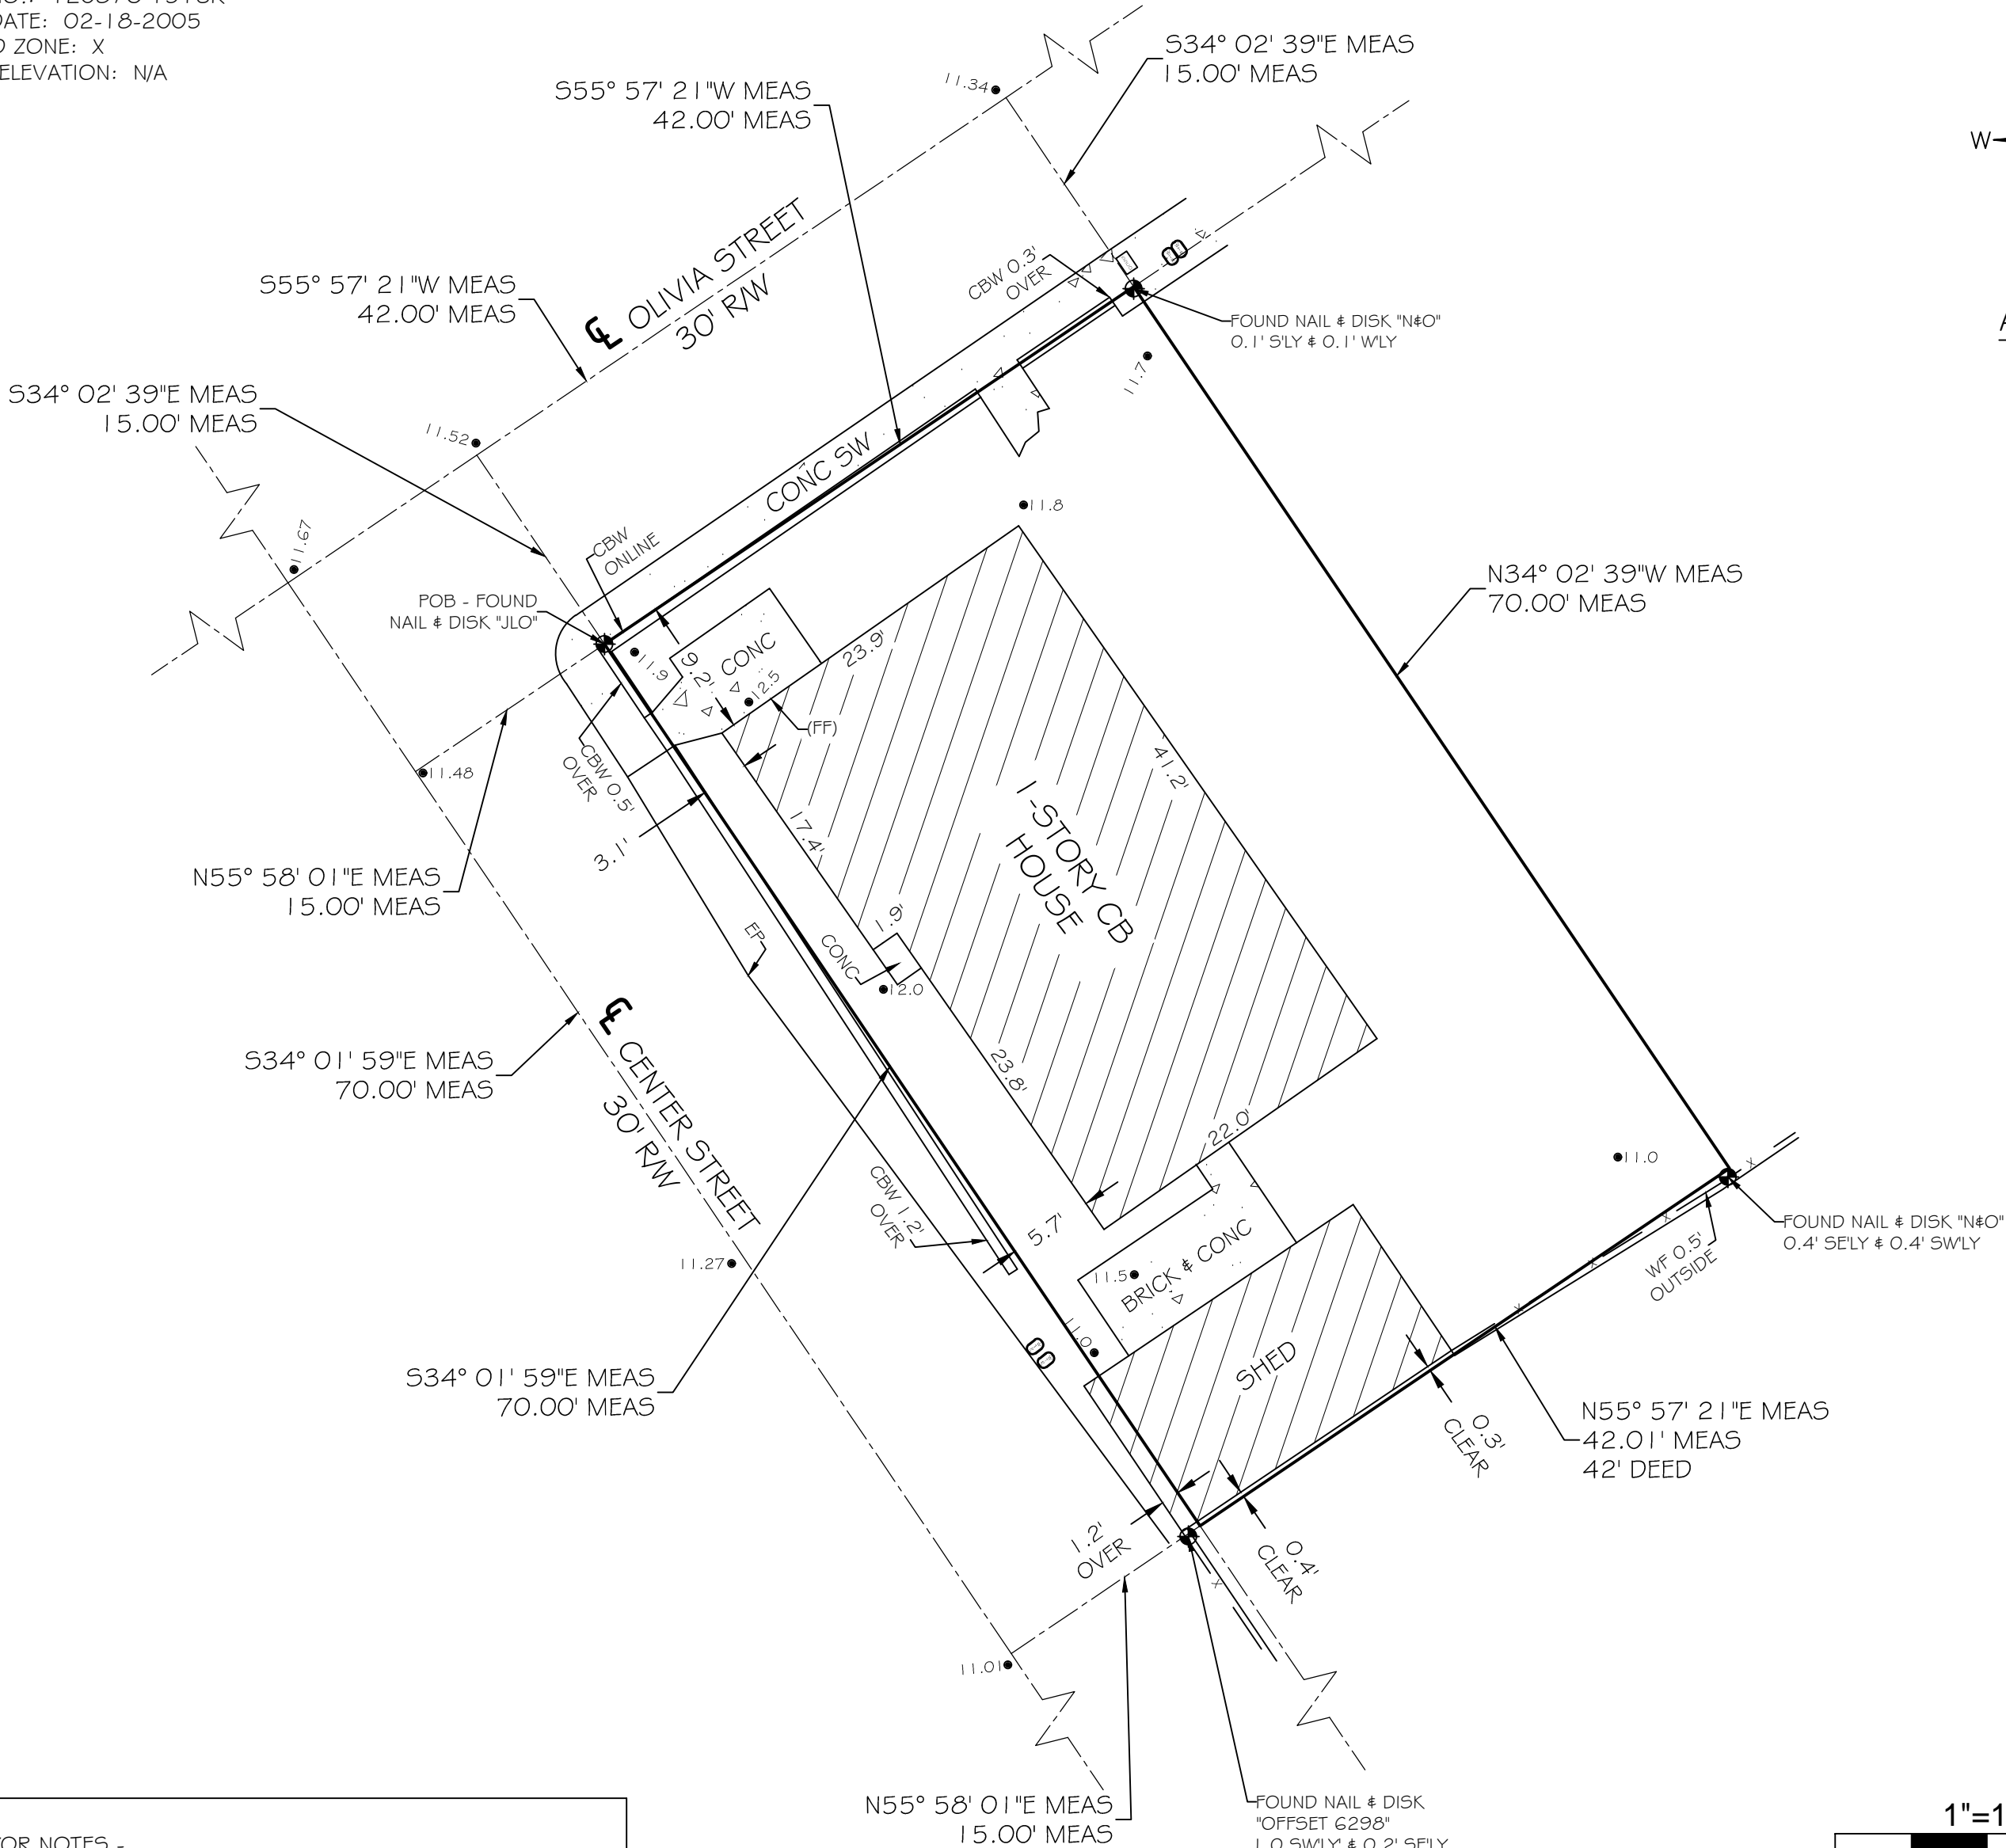 DATE: 02-18-2005
ZONE: X
ELEVATION: N/A
S34° 02' 39"E MEAS
15.00' MEAS
S55° 57' 21"W MEAS
42.00' MEAS
11.34
W
OLIVIA STREET
30' R/W
CBW 0.3'
OVER
S55° 57' 21"W MEAS
42.00' MEAS
FOUND NAIL & DISK "N&O"
0.1' S'LY & 0.1' W'LY
11.7
S34° 02' 39"E MEAS
15.00' MEAS
11.52
CONC SW
11.67
CBW
ONLINE
11.8
POB - FOUND
NAIL & DISK "JLO"
N34° 02' 39"W MEAS
70.00' MEAS
11.9
9.2'
CONC
12.5
23.9'
(FF)
11.48
CBW 0.5'
OVER
41.2'
1-STORY CB
HOUSE
3.1'
17.4'
N55° 58' 01"E MEAS
15.00' MEAS
EP
1.9'
CONC
12.0
S34° 01' 59"E MEAS
70.00' MEAS
CENTER STREET
30' R/W
23.8'
22.0'
11.0
CBW 1.2'
OVER
5.7'
FOUND NAIL & DISK "N&O"
0.4' SE'LY & 0.4' SW'LY
WF 0.5'
OUTSIDE
11.27
11.5
BRICK & CONC
11.0
SHED
S34° 01' 59"E MEAS
70.00' MEAS
N55° 57' 21"E MEAS
42.01' MEAS
42' DEED
0.3'
CLEAR
1.2'
OVER
0.4'
CLEAR
11.01
N55° 58' 01"E MEAS
15.00' MEAS
FOUND NAIL & DISK
"OFFSET 6298"
1.0 SW'LY & 0.2' SE'LY
1"=1
NOTES -